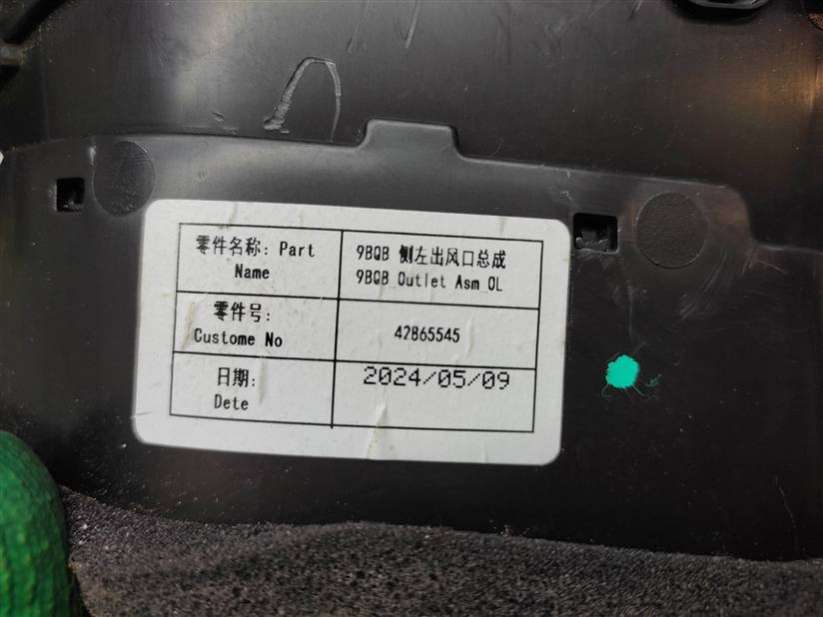 零件名称: Part
Name
9BQB 侧左出风口总成
9BQB Outlet Asm OL
零件号:
Custome No
42865545
日期:
Dete
2024/05/09